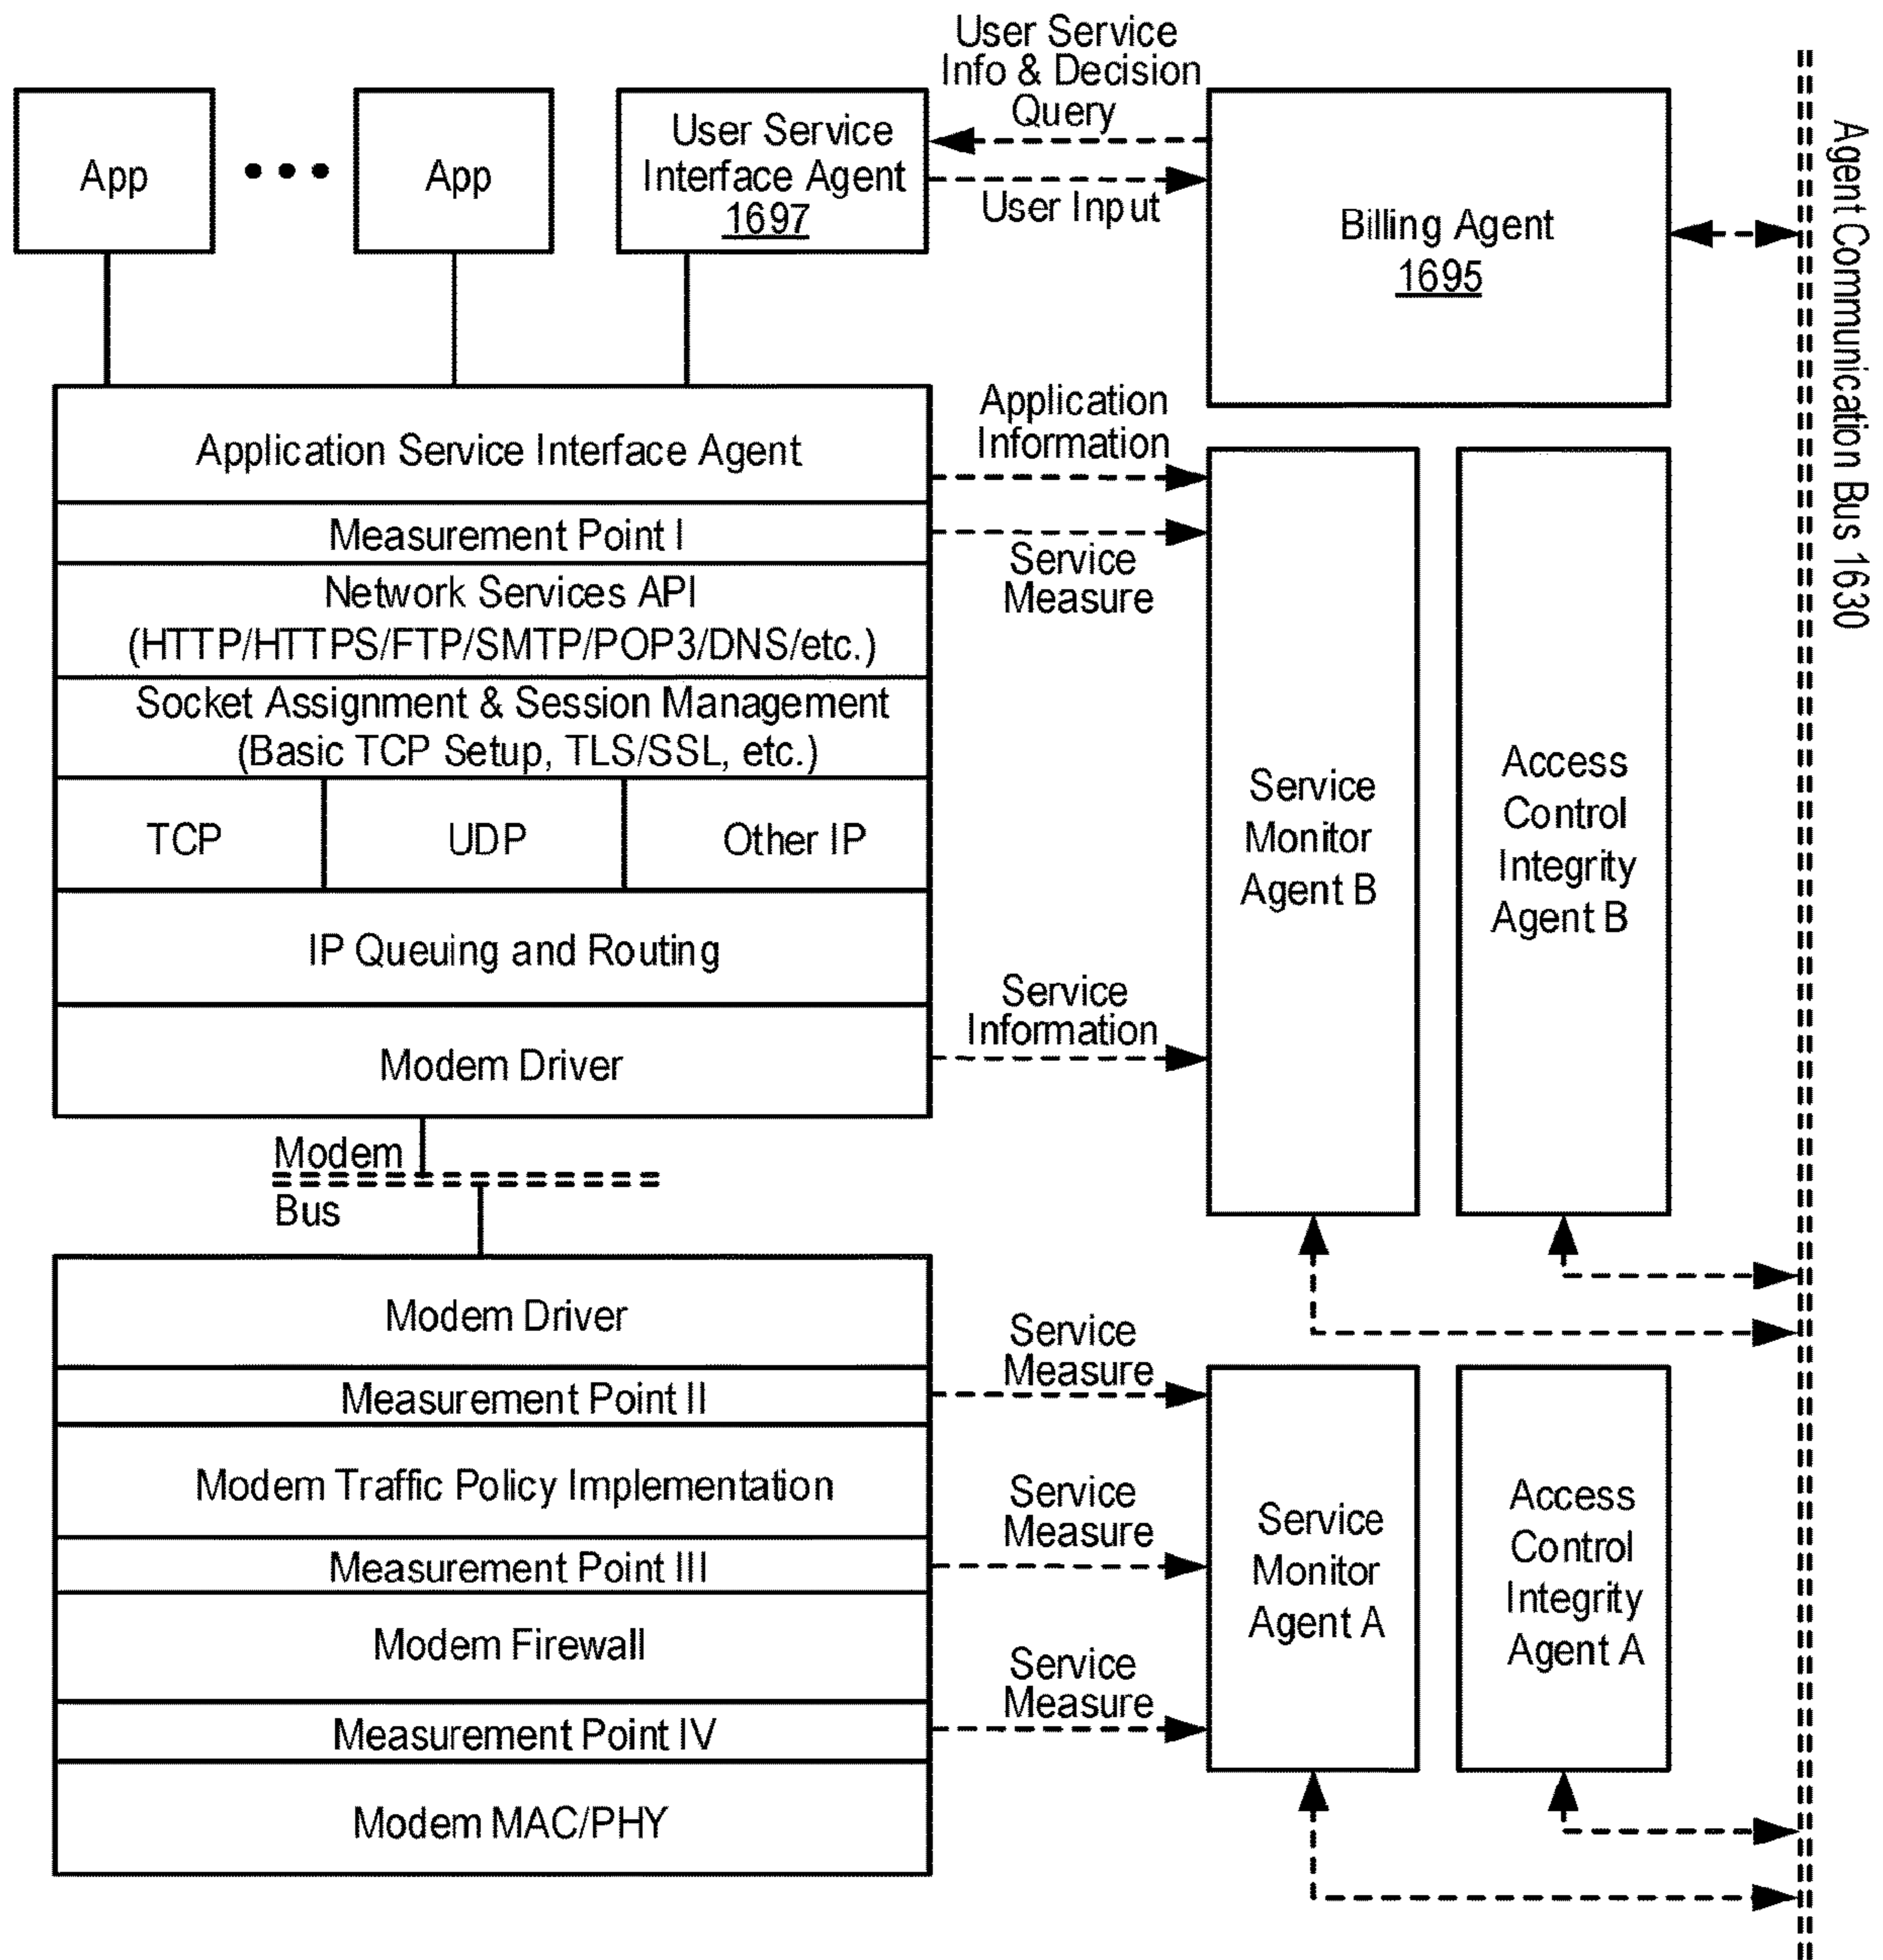 User Service
Info & Decision
Query
App
App
User Service
Interface Agent
1697
User Input
Billing Agent
1695
Agent Communication Bus 1630
Application Service Interface Agent
Application
Information
Measurement Point I
Service
Measure
Network Services API
(HTTP/HTTPS/FTP/SMTP/POP3/DNS/etc.)
Socket Assignment & Session Management
(Basic TCP Setup, TLS/SSL, etc.)
TCP
UDP
Other IP
IP Queuing and Routing
Modem Driver
Service
Information
Service
Monitor
Agent B
Access
Control
Integrity
Agent B
Modem
Bus
Modem Driver
Measurement Point II
Service
Measure
Modem Traffic Policy Implementation
Measurement Point III
Service
Measure
Modem Firewall
Measurement Point IV
Service
Measure
Modem MAC/PHY
Service
Monitor
Agent A
Access
Control
Integrity
Agent A